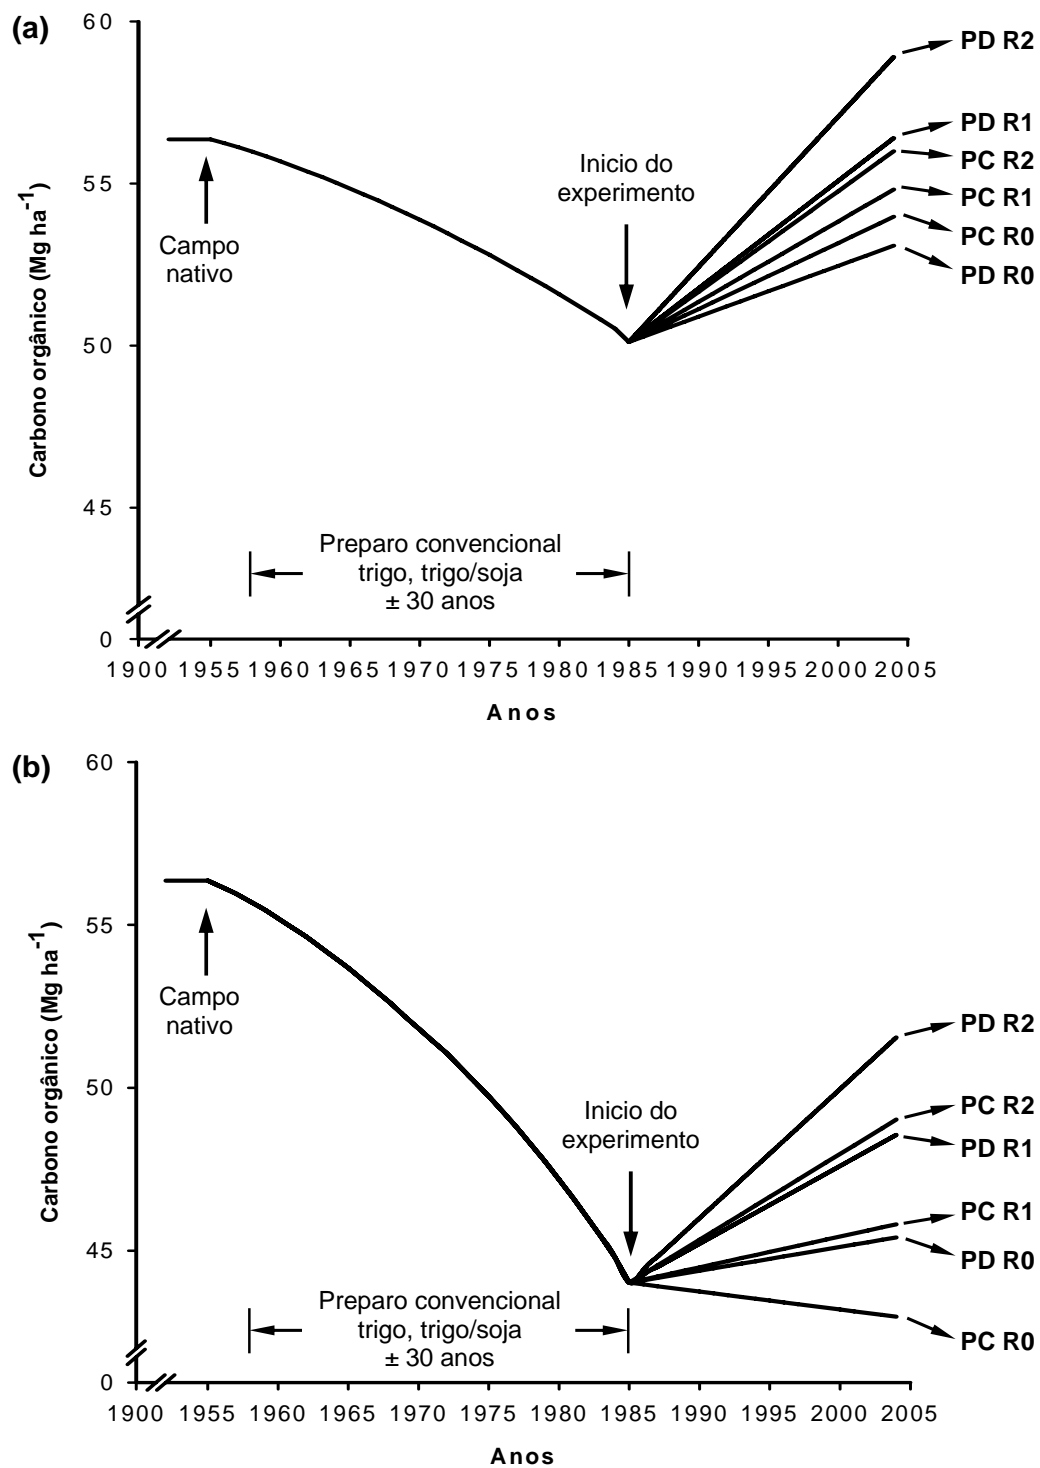 (a)
60
55
50
45
0
Carbono orgânico (Mg ha-1)
Campo
nativo
Inicio do
experimento
PD R2
PD R1
PC R2
PC R1
PC R0
PD R0
Preparo convencional
trigo, trigo/soja
± 30 anos
1900 1955 1960 1965 1970 1975 1980 1985 1990 1995 2000 2005
Anos
(b)
60
55
50
45
0
Carbono orgânico (Mg ha-1)
Campo
nativo
Inicio do
experimento
PD R2
PC R2
PD R1
PC R1
PD R0
PC R0
Preparo convencional
trigo, trigo/soja
± 30 anos
1900 1955 1960 1965 1970 1975 1980 1985 1990 1995 2000 2005
Anos